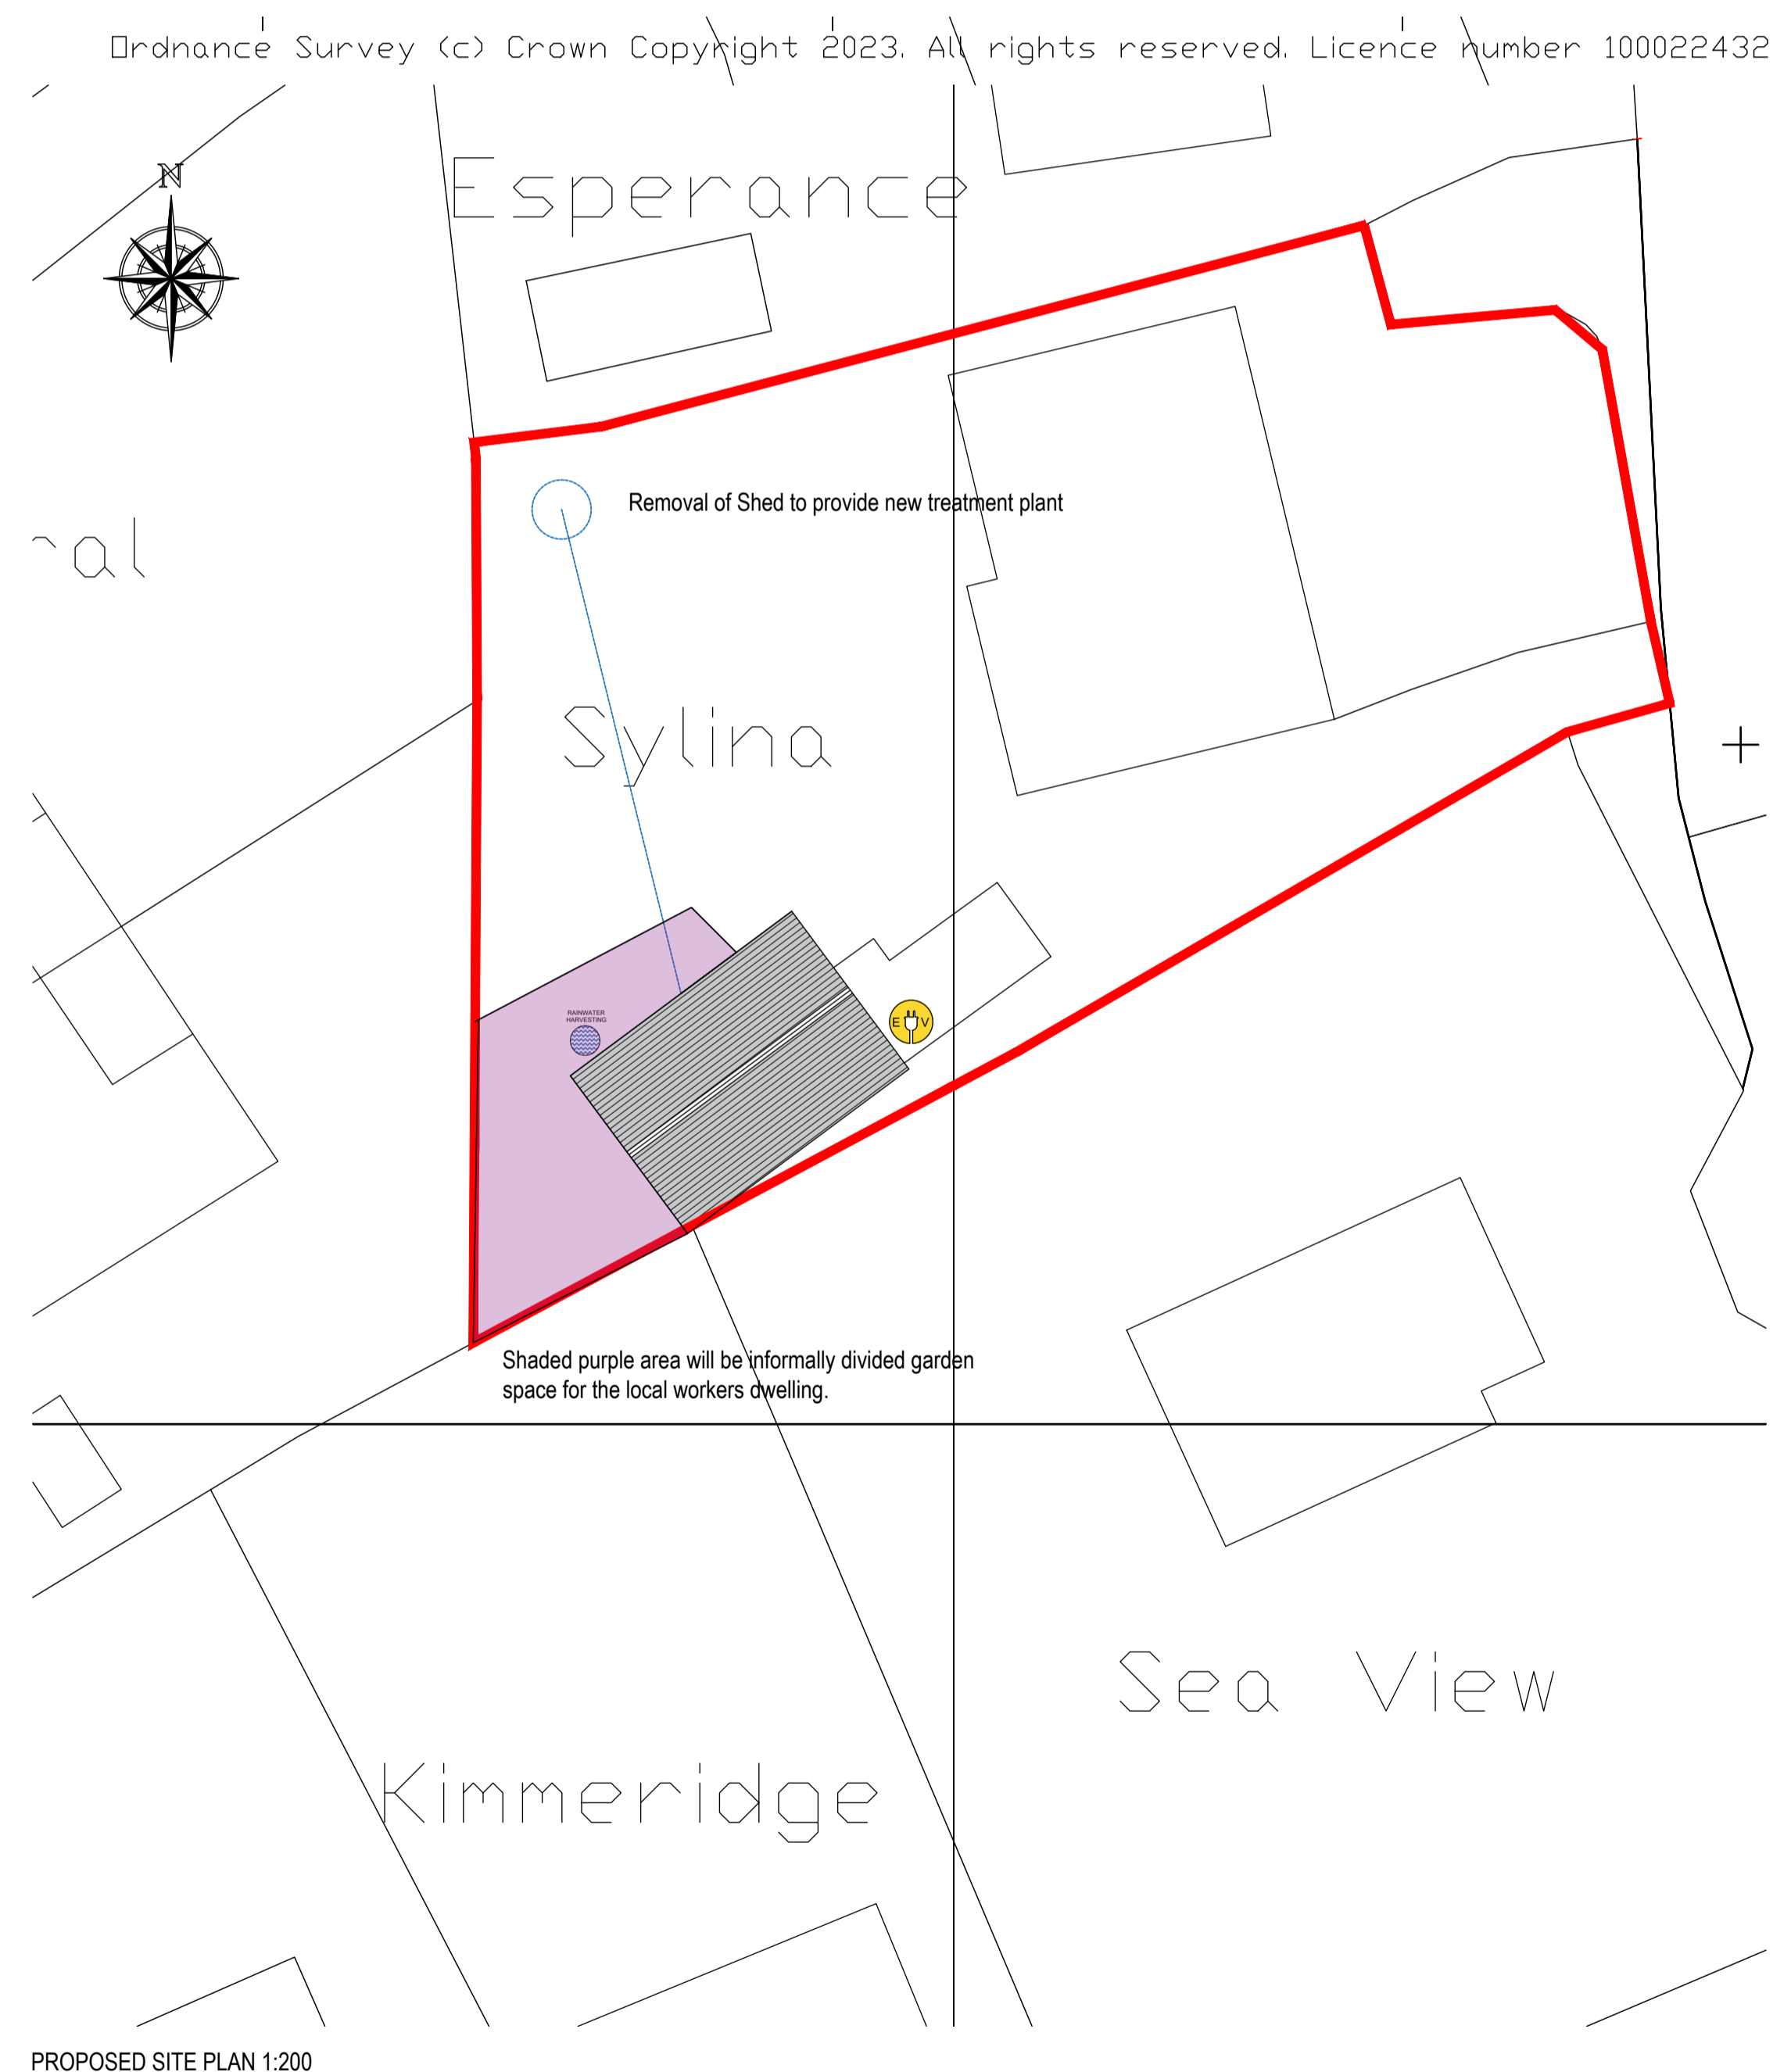 Ordnance Survey (c) Crown Copyright 2023. All rights reserved. Licence number 100022432
N
Esperance
Removal of Shed to provide new treatment plant
ral
Sylina
RAINWATER
HARVESTING
E V
Shaded purple area will be informally divided garden
space for the local workers dwelling.
Sea View
Kimmeridge
PROPOSED SITE PLAN 1:200